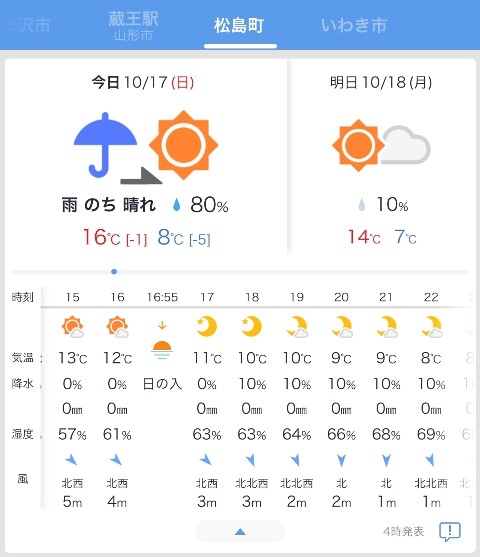 米沢市 蔵王駅 松島町 いわき市
山形市
今日 10/17 (日) 明日 10/18 (月)
雨 のち 晴れ 80% 10%
16℃ [-1] 8℃ [-5] 14℃ 7℃
時刻 15 16 16:55 17 18 19 20 21 22
気温 13℃ 12℃ 11℃ 10℃ 10℃ 9℃ 9℃ 8℃
降水 0% 0% 日の入 0% 10% 10% 10% 10% 10%
0mm 0mm 0mm 0mm 0mm 0mm 0mm 0mm
湿度 57% 61% 63% 63% 64% 66% 68% 69%
風 北西 北西 北西 北北西 北北西 北 北 北北西
5m 4m 3m 3m 2m 2m 1m 1m
4時発表